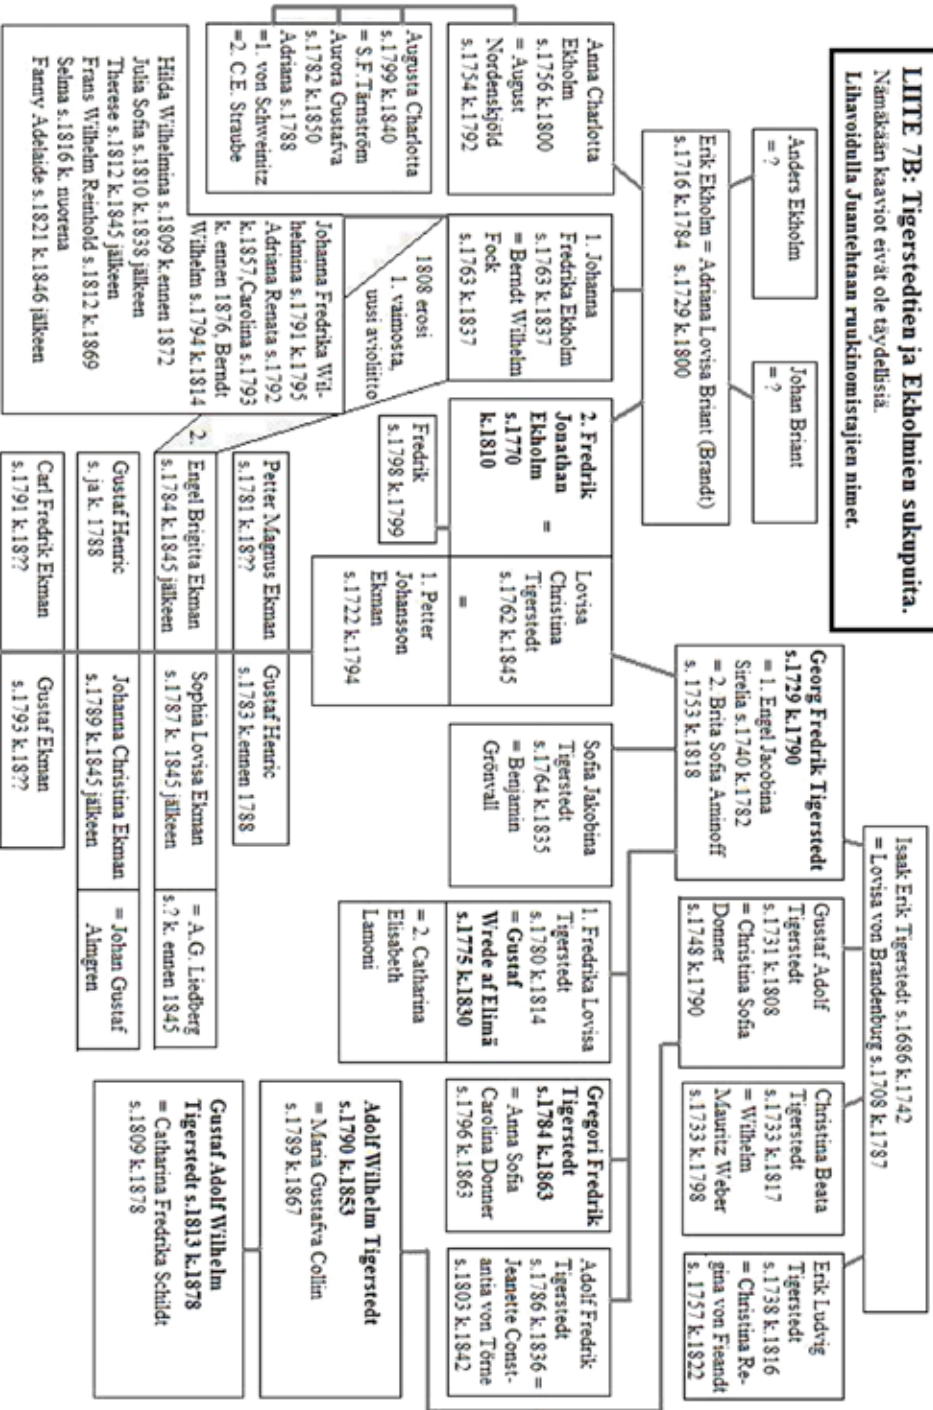 LIITE 7B: Tigerstedtien ja Ekholmien sukupuita.
Nämäkään kaaviot eivät ole täydellisiä.
Lihavoidulla Juantehtaan ruukinomistajien nimet.
Anders Ekholm
= ?
Johan Briant
= ?
Erik Ekholm = Adriana Lovisa Briant (Brandt)
s.1716 k.1784 s.1729 k.1800
Isaak Erik Tigerstedt s.1686 k.1742
= Lovisa von Brandenburg s.1708 k.1787
Georg Fredrik Tigerstedt
s.1729 k.1790
= 1. Engel Jacobina
Sirelia s.1740 k.1782
= 2. Brita Sofia Aminoff
s. 1753 k.1818
Gustaf Adolf
Tigerstedt
s.1731 k.1808
= Christina Sofia
Donner
s.1748 k.1790
Christina Beata
Tigerstedt
s.1733 k.1817
= Wilhelm
Mauritz Weber
s.1733 k.1798
Erik Ludvig
Tigerstedt
s.1738 k.1816
= Christina Re-
gina von Fieandt
s. 1757 k.1822
Anna Charlotta
Ekholm
s.1756 k.1800
= August
Nordenskjöld
s.1754 k.1792
1. Johanna
Fredrika Ekholm
s.1763 k.1837
= Berndt Wilhelm
Fock
s.1763 k.1837
2. Fredrik
Jonathan =
Ekholm
s.1770
k.1810
Lovisa
Christina
Tigerstedt
s.1762 k.1845
=
Sofia Jakobina
Tigerstedt
s.1764 k.1835
= Benjamin
Grönvall
1. Fredrika Lovisa
Tigerstedt
s.1780 k.1814
= Gustaf
Wrede af Elimä
s.1775 k.1830
= 2. Catharina
Elisabeth
Lamoni
Gregori Fredrik
Tigerstedt
s.1784 k.1863
= Anna Sofia
Carolina Donner
s.1796 k.1863
Adolf Fredrik
Tigerstedt
s.1786 k.1836 =
Jeanette Const-
antia von Törne
s.1803 k.1842
Augusta Charlotta
s.1799 k.1840
= S.F. Tärnström
Aurora Gustafva
s.1782 k.1850
Adriana s.1788
=1. von Schweinitz
=2. C.E. Straube
1808 erosi
1. vaimosta,
uusi avioliitto
2.
Fredrik
s.1798 k.1799
1. Petter
Johansson
Ekman
s.1722 k.1794
Johanna Fredrika Wil-
helmina s.1791 k.1795
Adriana Renata s.1792
k.1857, Carolina s.1793
k. ennen 1876, Berndt
Wilhelm s.1794 k.1814
Hilda Wilhelmina s.1809 k.ennen 1872
Julia Sofia s.1810 k.1838 jälkeen
Therese s.1812 k.1845 jälkeen
Frans Wilhelm Reinhold s.1812 k.1869
Selma s.1816 k. nuorena
Fanny Adelaide s.1821 k.1846 jälkeen
Petter Magnus Ekman
s.1781 k.18??
Gustaf Henric
s.1783 k.ennen 1788
Engel Brigitta Ekman
s.1784 k.1845 jälkeen
Sophia Lovisa Ekman
s.1787 k. 1845 jälkeen
= A.G. Liedberg
s.? k. ennen 1845
Gustaf Henric
s. ja k. 1788
Johanna Christina Ekman
s.1789 k.1845 jälkeen
= Johan Gustaf
Almgren
Carl Fredrik Ekman
s.1791 k.18??
Gustaf Ekman
s.1793 k.18??
Adolf Wilhelm Tigerstedt
s.1790 k.1853
= Maria Gustafva Collin
s.1789 k.1867
Gustaf Adolf Wilhelm
Tigerstedt s.1813 k.1878
= Catharina Fredrika Schildt
s.1809 k.1878